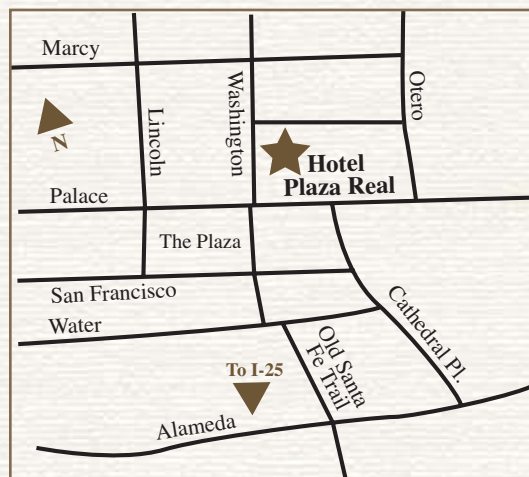 Marcy
Otero
Washington
Lincoln
N
Hotel
Plaza Real
Palace
The Plaza
San Francisco
Cathedral Pl.
Water
Old Santa
Fe Trail
To I-25
Alameda